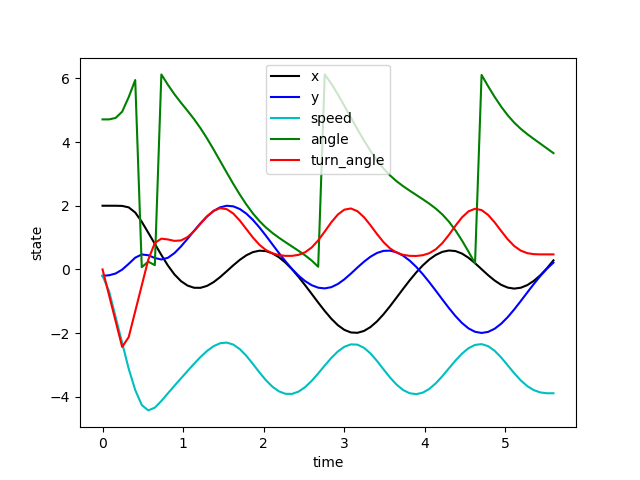 6
4
2
0
−2
−4
state
x
y
speed
angle
turn_angle
0 1 2 3 4 5
time